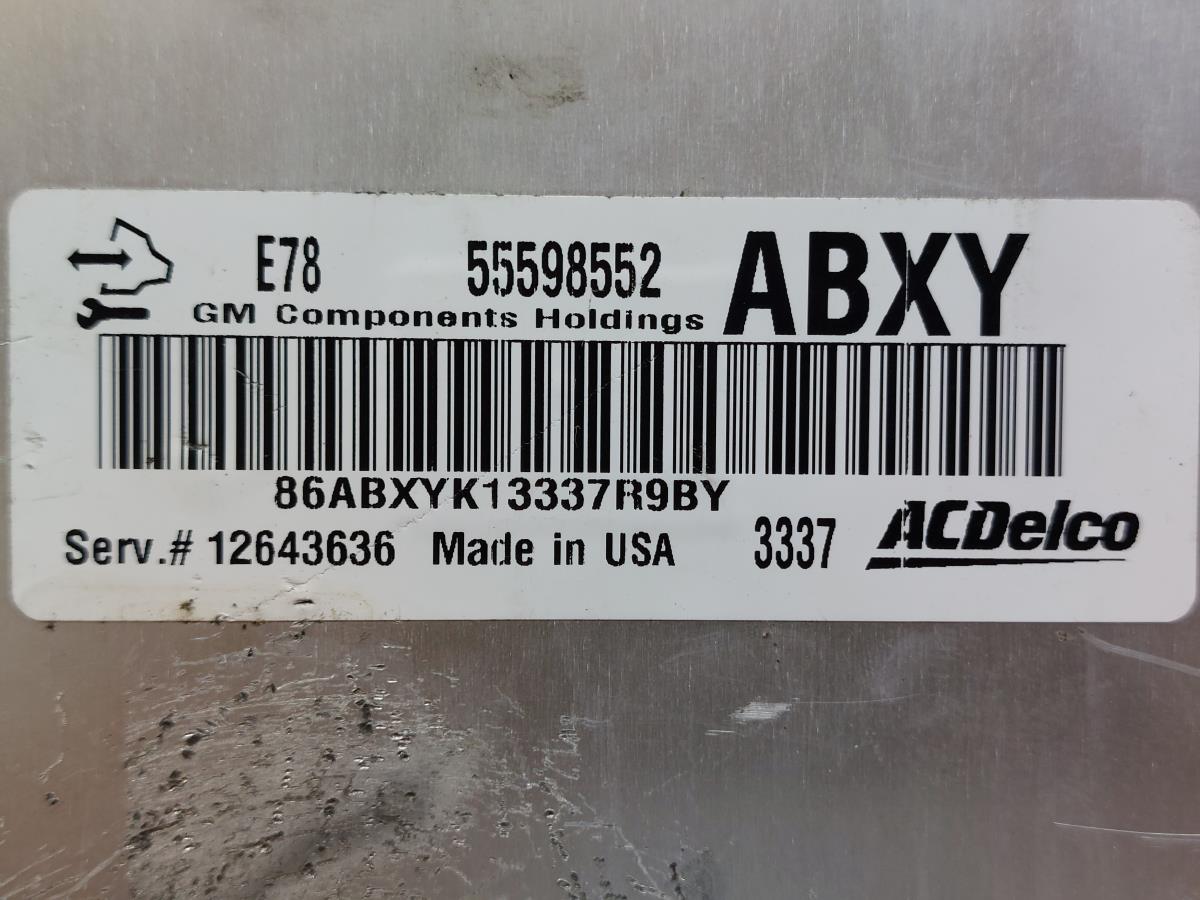 E78 55598552 ABXY
GM Components Holdings
86ABXYK13337R9BY
Serv.# 12643636 Made in USA 3337 ACDelco